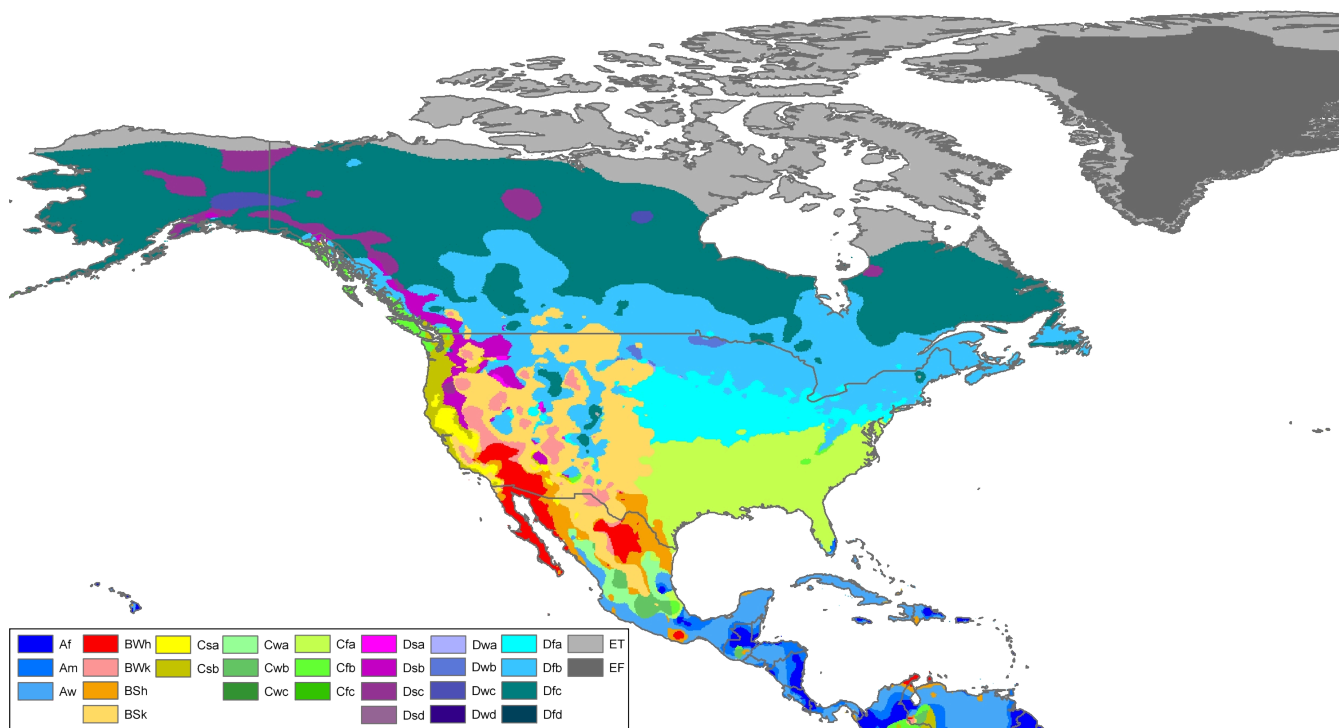 Af BWh Csa Cwa Cfa Dsa Dwa Dfa ET
Am BWk Csb Cwb Cfb Dsb Dwb Dfb EF
Aw BSh Cwc Cfc Dsc Dwc Dfc
BSk Dsd Dwd Dfd